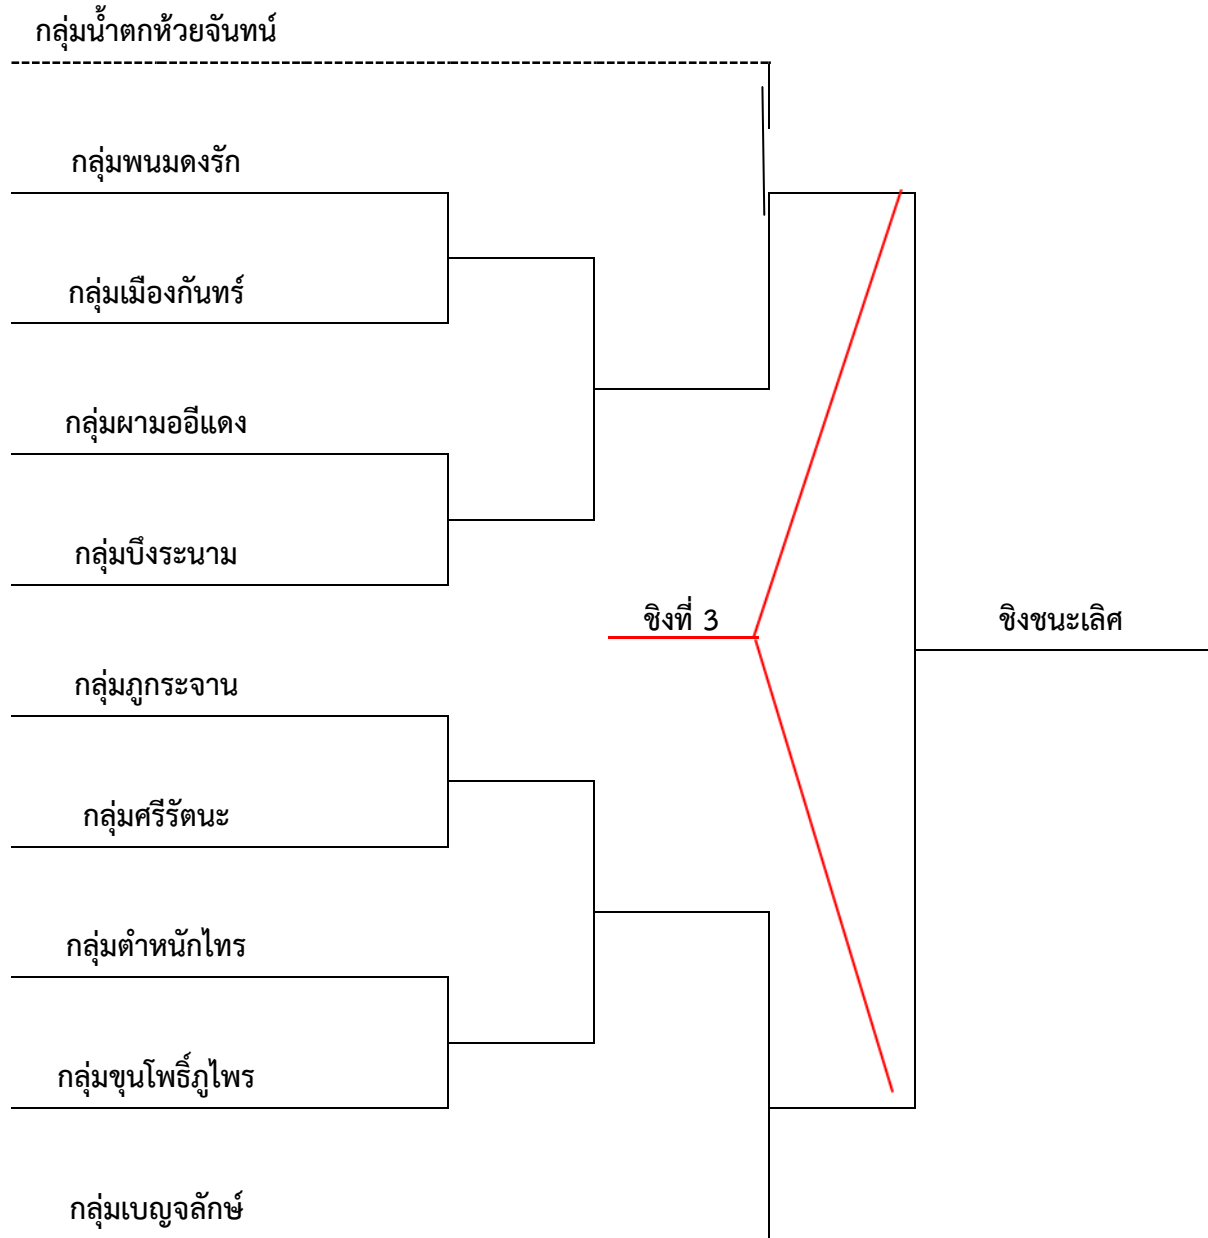 กลุ่มน้ำตกห้วยจันทน์
กลุ่มพนมดงรัก
กลุ่มเมืองกันทร์
กลุ่มผามออีแดง
กลุ่มบึงระนาม
ชิงที่ 3
ชิงชนะเลิศ
กลุ่มภูกระจาน
กลุ่มศรีรัตนะ
กลุ่มตำหนักไทร
กลุ่มขุนโพธิ์ภูไพร
กลุ่มเบญจลักษ์